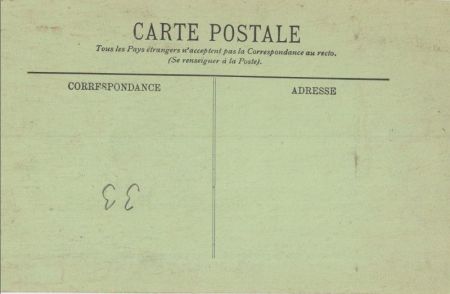 CARTE POSTALE
Tous les Pays étrangers n'acceptent pas la Correspondance au recto.
(Se renseigner à la Poste).
CORRESPONDANCE
ADRESSE
33